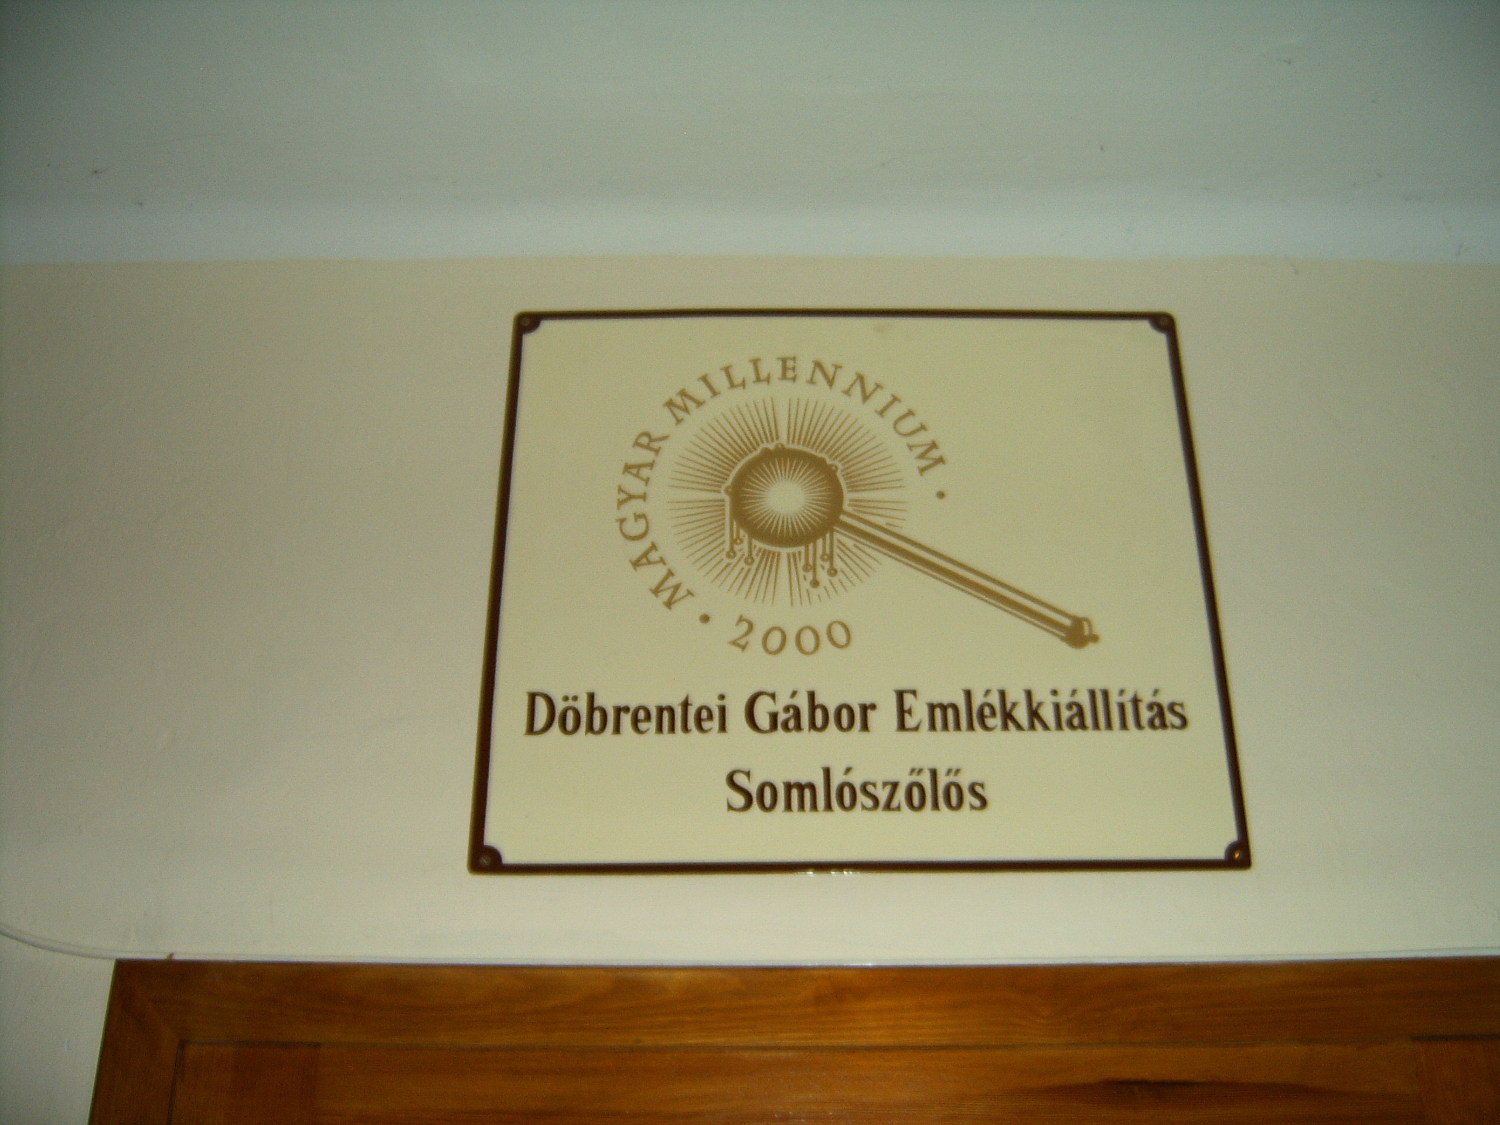 MAGYAR MILLENNIUM •
• 2000
Döbrentei Gábor Emlékkiállítás
Somlószőlős